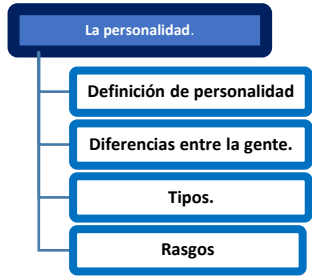 La personalidad.
Definición de personalidad
Diferencias entre la gente.
Tipos.
Rasgos